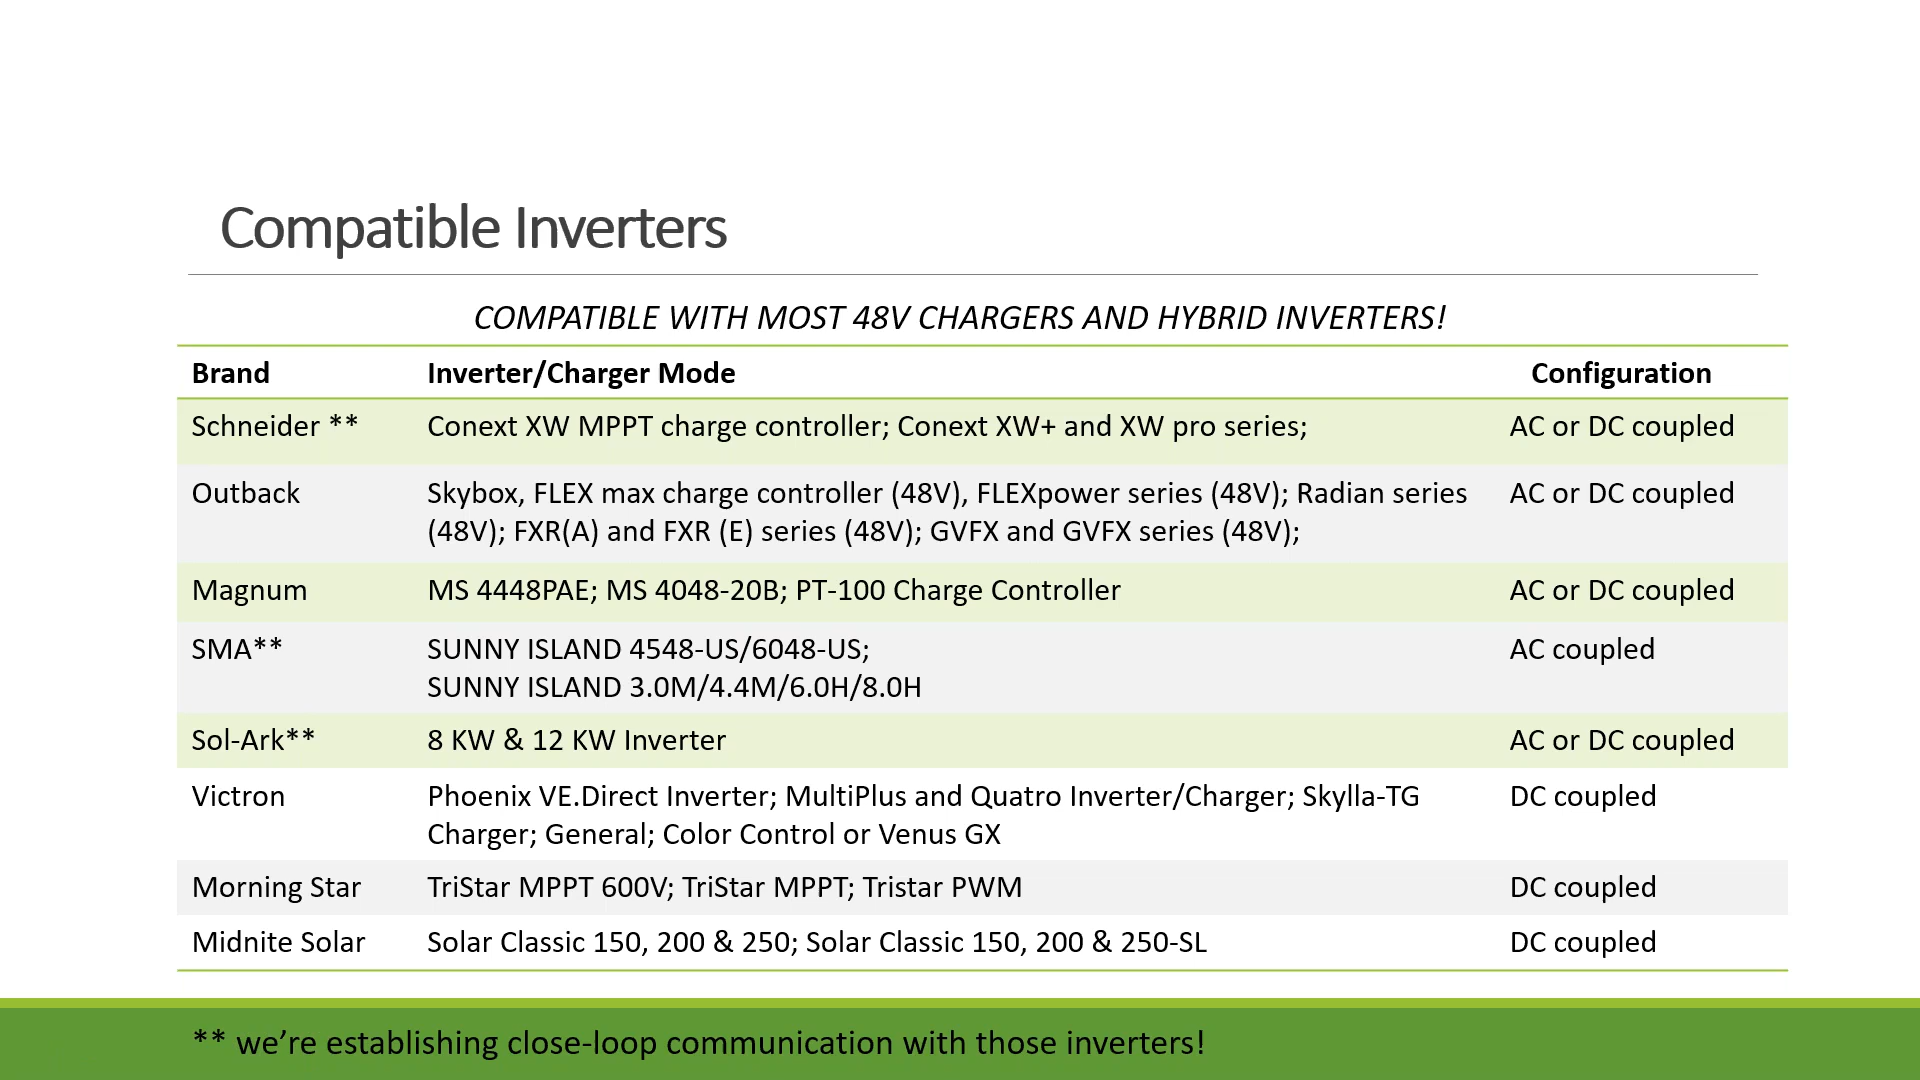 Compatible Inverters
COMPATIBLE WITH MOST 48V CHARGERS AND HYBRID INVERTERS!
Brand Inverter/Charger Mode Configuration
Schneider ** Conext XW MPPT charge controller; Conext XW+ and XW pro series; AC or DC coupled
Outback Skybox, FLEX max charge controller (48V), FLEXpower series (48V); Radian series AC or DC coupled
(48V); FXR(A) and FXR (E) series (48V); GVFX and GVFX series (48V);
Magnum MS 4448PAE; MS 4048-20B; PT-100 Charge Controller AC or DC coupled
SMA** SUNNY ISLAND 4548-US/6048-US; AC coupled
SUNNY ISLAND 3.0M/4.4M/6.0H/8.0H
Sol-Ark** 8 KW & 12 KW Inverter AC or DC coupled
Victron Phoenix VE.Direct Inverter; MultiPlus and Quatro Inverter/Charger; Skylla-TG DC coupled
Charger; General; Color Control or Venus GX
Morning Star TriStar MPPT 600V; TriStar MPPT; Tristar PWM DC coupled
Midnite Solar Solar Classic 150, 200 & 250; Solar Classic 150, 200 & 250-SL DC coupled
** we’re establishing close-loop communication with those inverters!